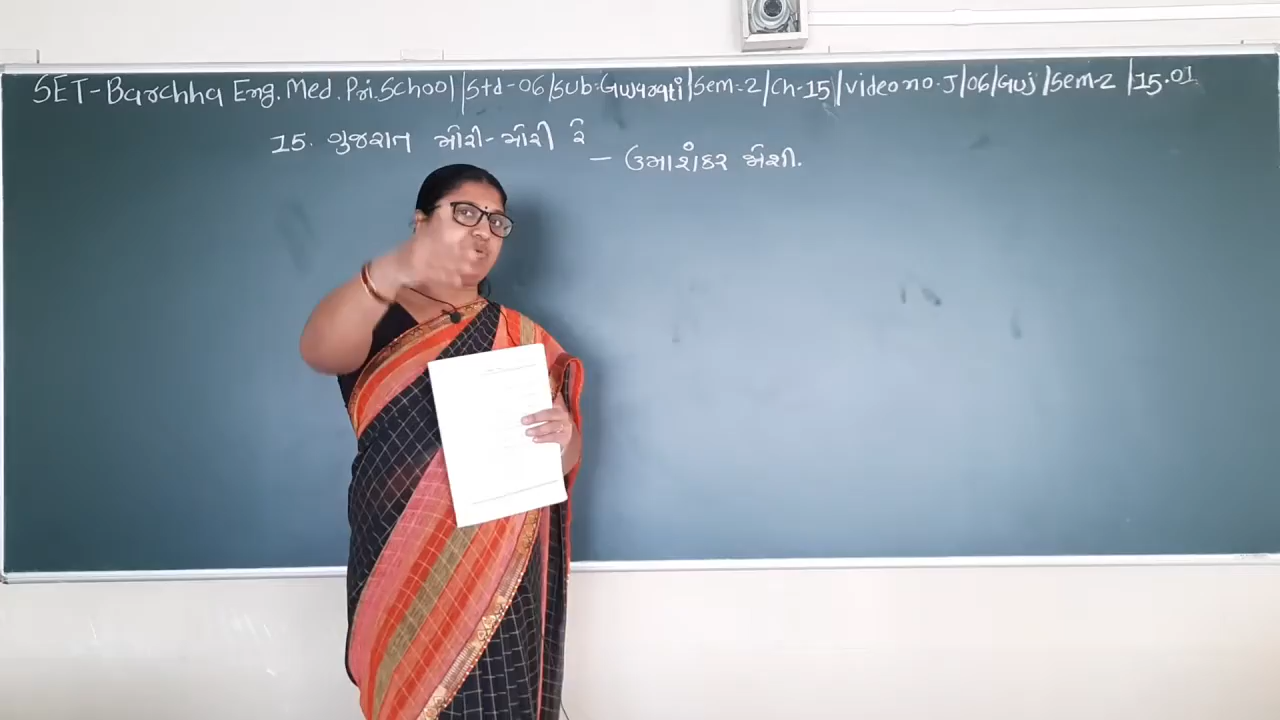 SET-Barchha Eng. Med. Pri. School | Std-06 | Sub: Gujarati | Sem-2 | Ch-15 | video no. J | 06 | Guj | Sem-2 | 15.01
15. ગુજરાત મોરી-મોરી રે
— ઉમાશંકર જોશી.